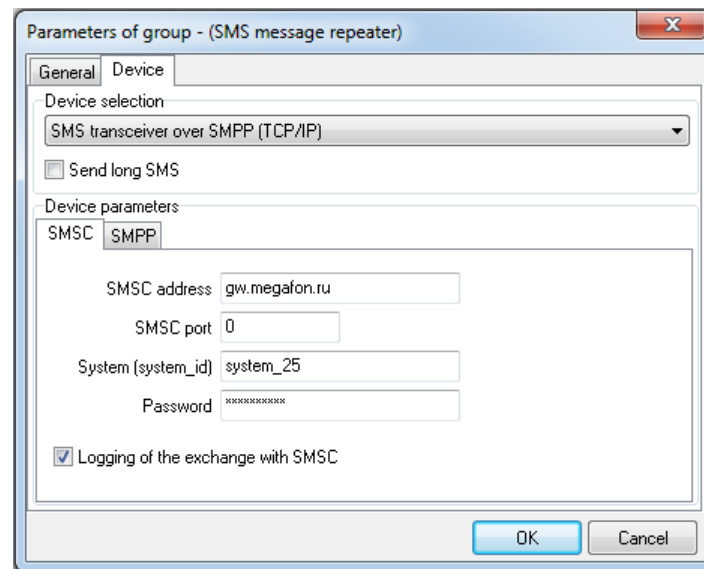 Parameters of group - (SMS message repeater)
General Device
Device selection
SMS transceiver over SMPP (TCP/IP)
Send long SMS
Device parameters
SMSC SMPP
SMSC address gw.megafon.ru
SMSC port 0
System (system_id) system_25
Password **********
Logging of the exchange with SMSC
OK Cancel